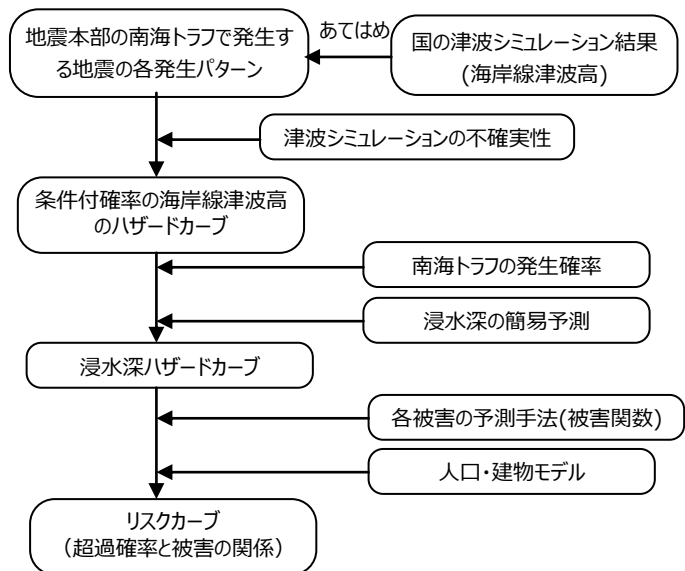 地震本部の南海トラフで発生す
る地震の各発生パターン
あてはめ
国の津波シミュレーション結果
(海岸線津波高)
津波シミュレーションの不確実性
条件付確率の海岸線津波高
のハザードカーブ
南海トラフの発生確率
浸水深の簡易予測
浸水深ハザードカーブ
各被害の予測手法(被害関数)
人口・建物モデル
リスクカーブ
（超過確率と被害の関係）